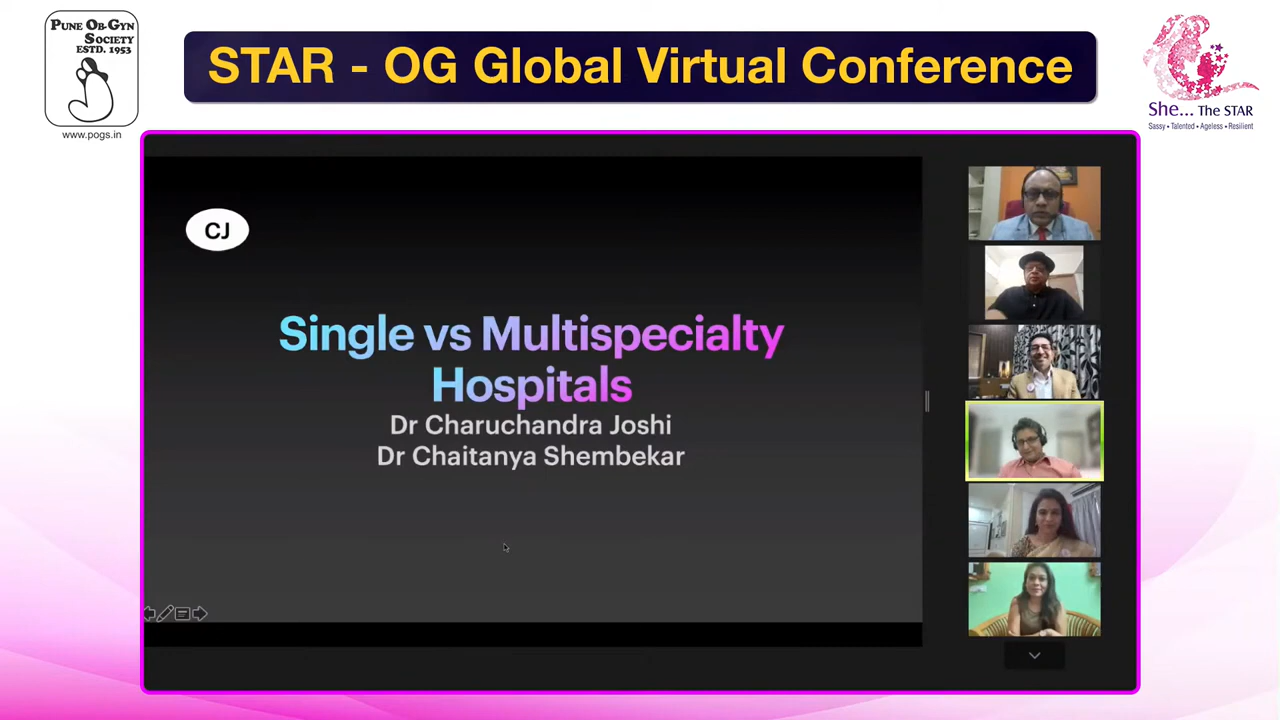 PUNE OB-GYN
SOCIETY
ESTD. 1953
www.pogs.in
STAR - OG Global Virtual Conference
She... The STAR
Sassy • Talented • Ageless • Resilient
CJ
Single vs Multispecialty
Hospitals
Dr Charuchandra Joshi
Dr Chaitanya Shembekar